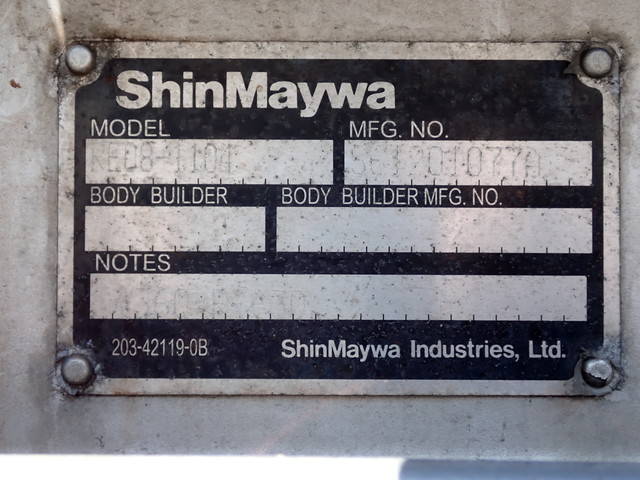 ShinMaywa
MODEL MFG. NO.
BODY BUILDER BODY BUILDER MFG. NO.
NOTES
203-42119-0B ShinMaywa Industries, Ltd.